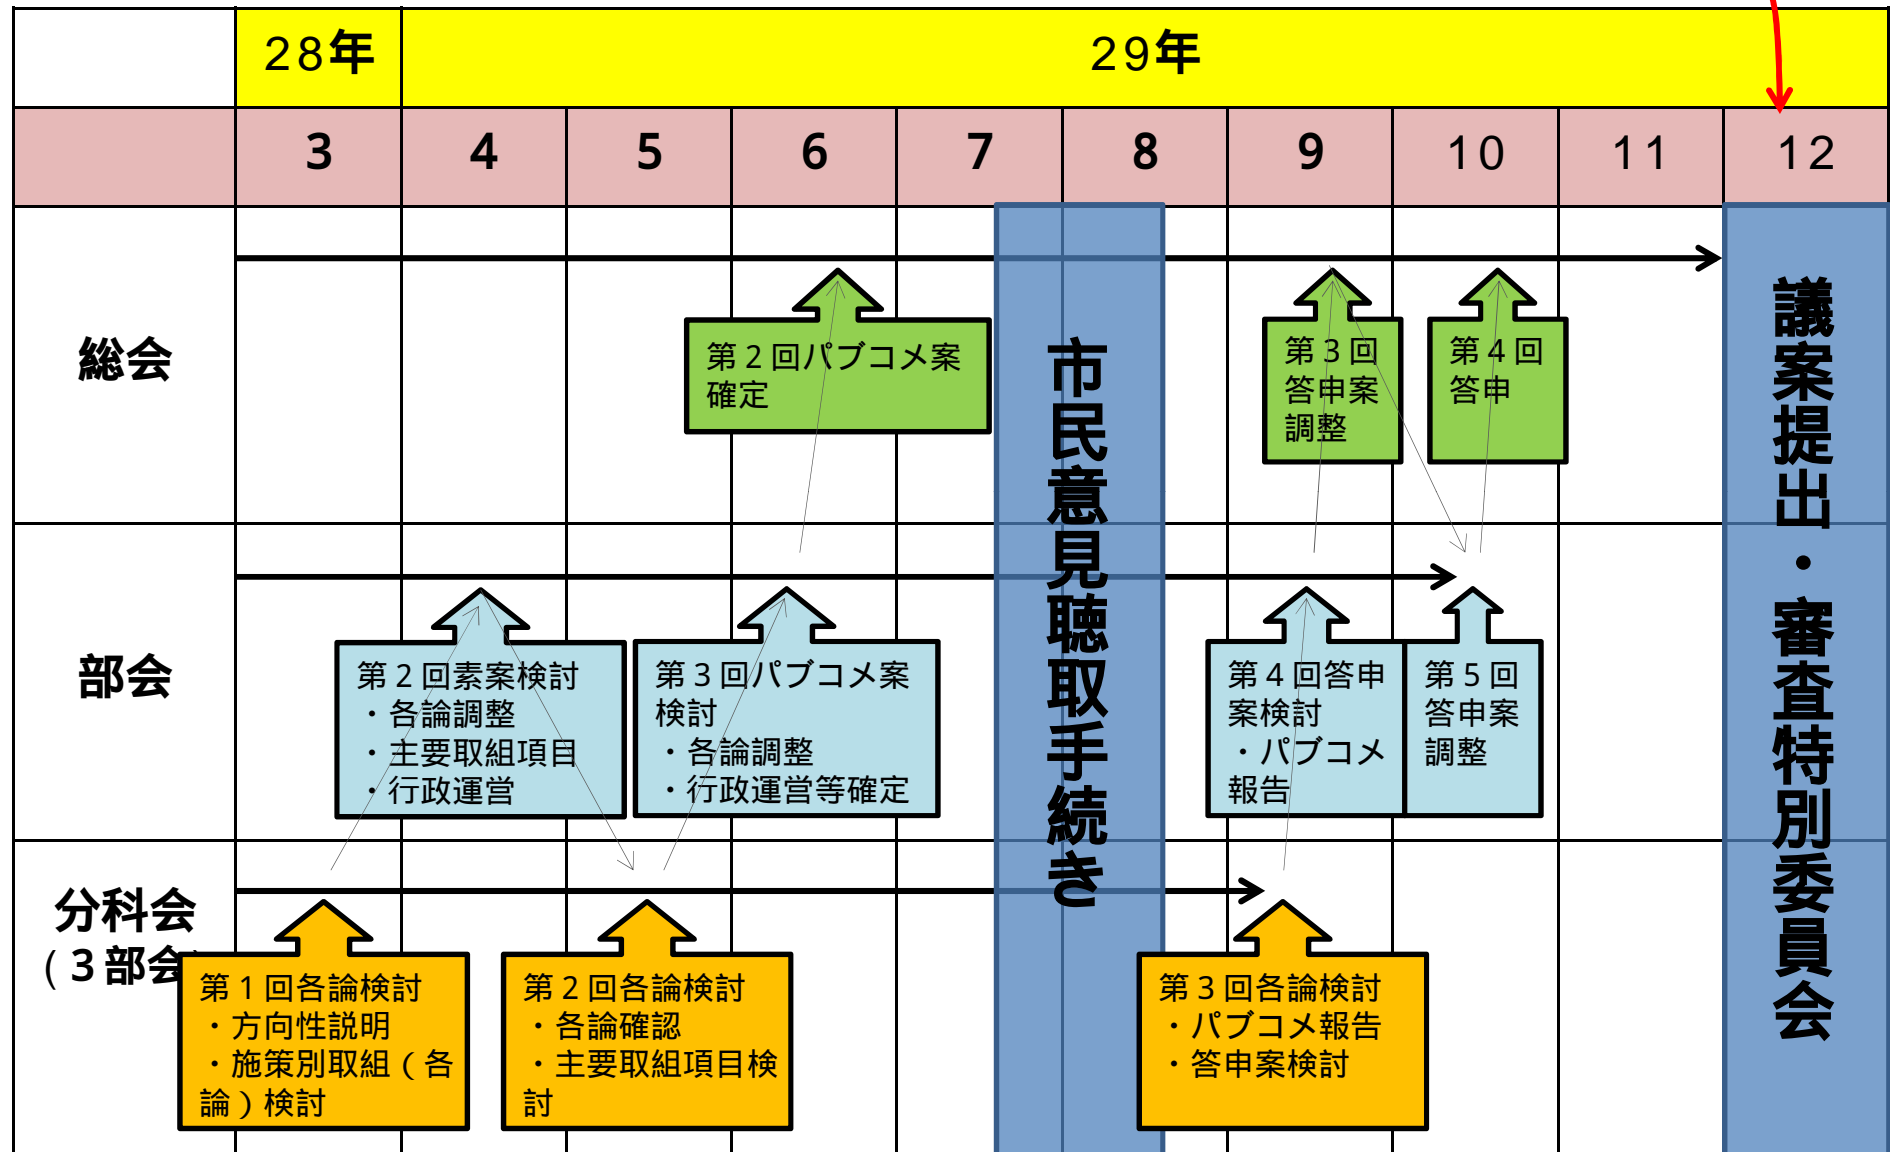 28年
29年
3 4 5 6 7 8 9 10 11 12
総会
第2回パブコメ案
確定
第3回
答申案
調整
第4回
答申
市民意見聴取手続き
議案提出・審査特別委員会
部会
第2回素案検討
・各論調整
・主要取組項目
・行政運営
第3回パブコメ案
検討
・各論調整
・行政運営等確定
第4回答申
案検討
・パブコメ
報告
第5回
答申案
調整
分科会
(3部会)
第1回各論検討
・方向性説明
・施策別取組(各
論)検討
第2回各論検討
・各論確認
・主要取組項目検
討
第3回各論検討
・パブコメ報告
・答申案検討